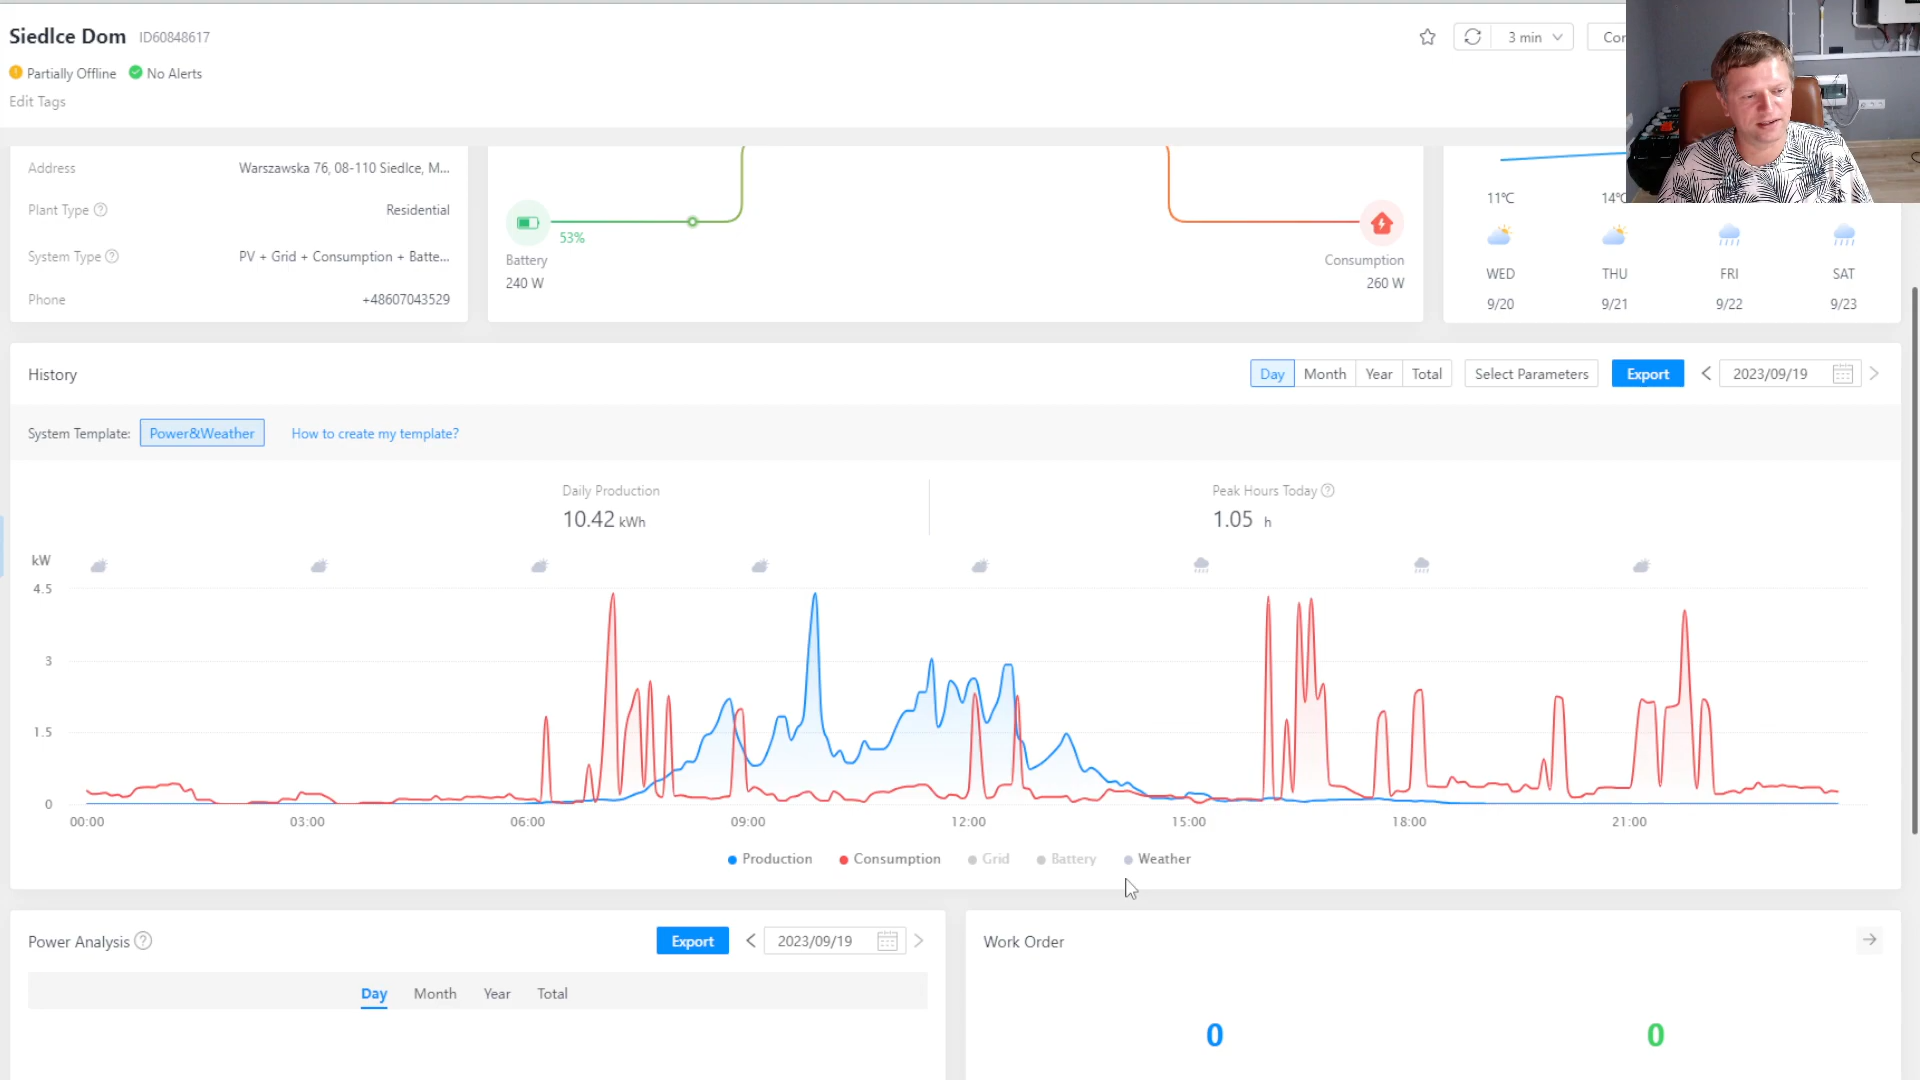 Siedlce Dom ID60848617
3 min
Cor
Partially Offline No Alerts
Edit Tags
Address Warszawska 76, 08-110 Siedlce, M...
Plant Type Residential
System Type PV + Grid + Consumption + Batte...
Phone +48607043529
53%
Battery
240 W
Consumption
260 W
11℃ 14℃
WED THU FRI SAT
9/20 9/21 9/22 9/23
History
Day Month Year Total Select Parameters Export 2023/09/19
System Template: Power&Weather How to create my template?
Daily Production
10.42 kWh
Peak Hours Today
1.05 h
kW
4.5
3
1.5
0
00:00 03:00 06:00 09:00 12:00 15:00 18:00 21:00
Production Consumption Grid Battery Weather
Power Analysis Export 2023/09/19
Day Month Year Total
Work Order
0 0